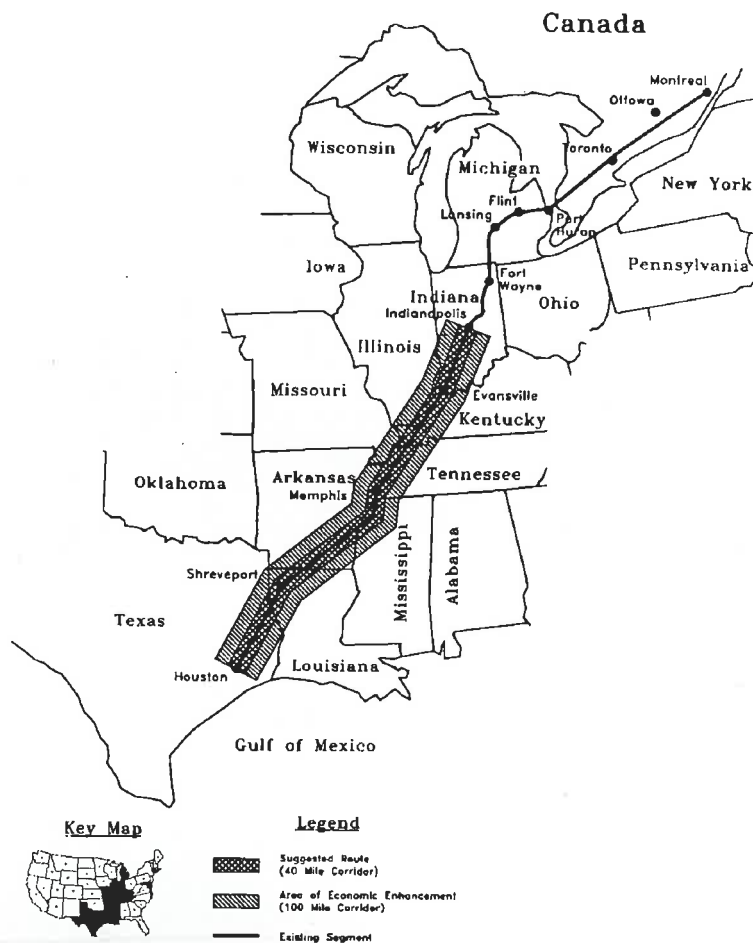 Canada
Montreal
Ottowa
Toronto
Wisconsin
Michigan
New York
Flint
Lansing
Port
Huron
Iowa
Fort
Wayne
Pennsylvania
Indiana
Indianapolis
Ohio
Illinois
Missouri
Evansville
Kentucky
Oklahoma
Arkansas
Memphis
Tennessee
Mississippi
Alabama
Shreveport
Texas
Louisiana
Houston
Gulf of Mexico
Key Map
Legend
Suggested Route
(40 Mile Corridor)
Area of Economic Enhancement
(100 Mile Corridor)
Existing Segment